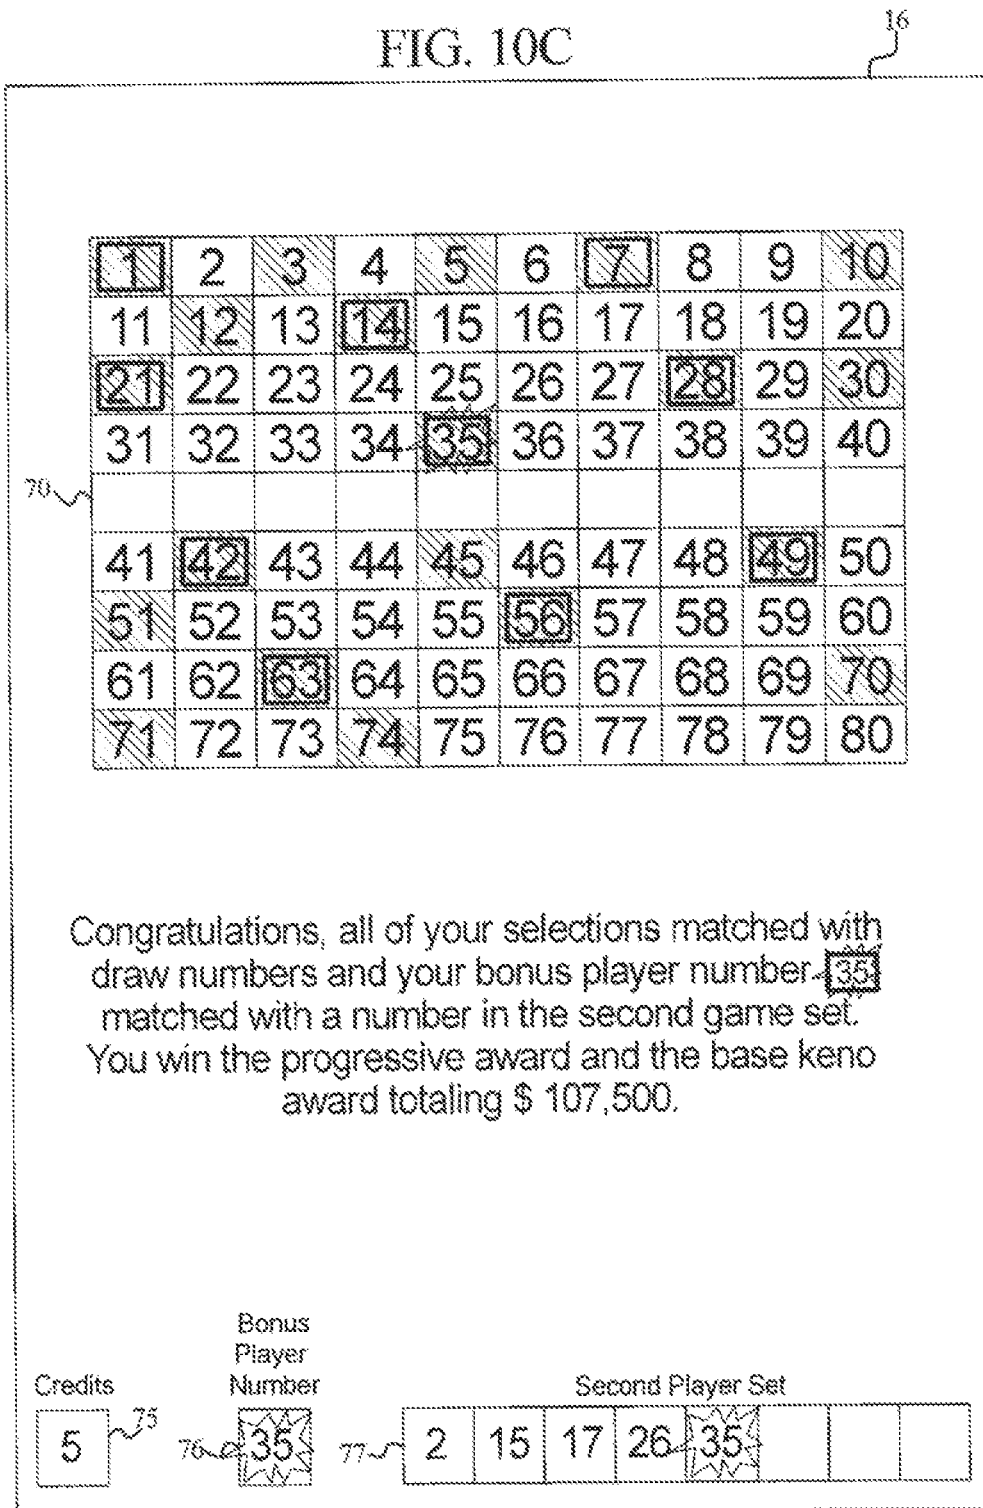 FIG. 10C
16
1 2 3 4 5 6 7 8 9 10
11 12 13 14 15 16 17 18 19 20
21 22 23 24 25 26 27 28 29 30
31 32 33 34 35 36 37 38 39 40
70
41 42 43 44 45 46 47 48 49 50
51 52 53 54 55 56 57 58 59 60
61 62 63 64 65 66 67 68 69 70
71 72 73 74 75 76 77 78 79 80
Congratulations, all of your selections matched with
draw numbers and your bonus player number 35
matched with a number in the second game set.
You win the progressive award and the base keno
award totaling $ 107,500.
Bonus
Player
Credits Number Second Player Set
5 75 76 35 77 2 15 17 26 35